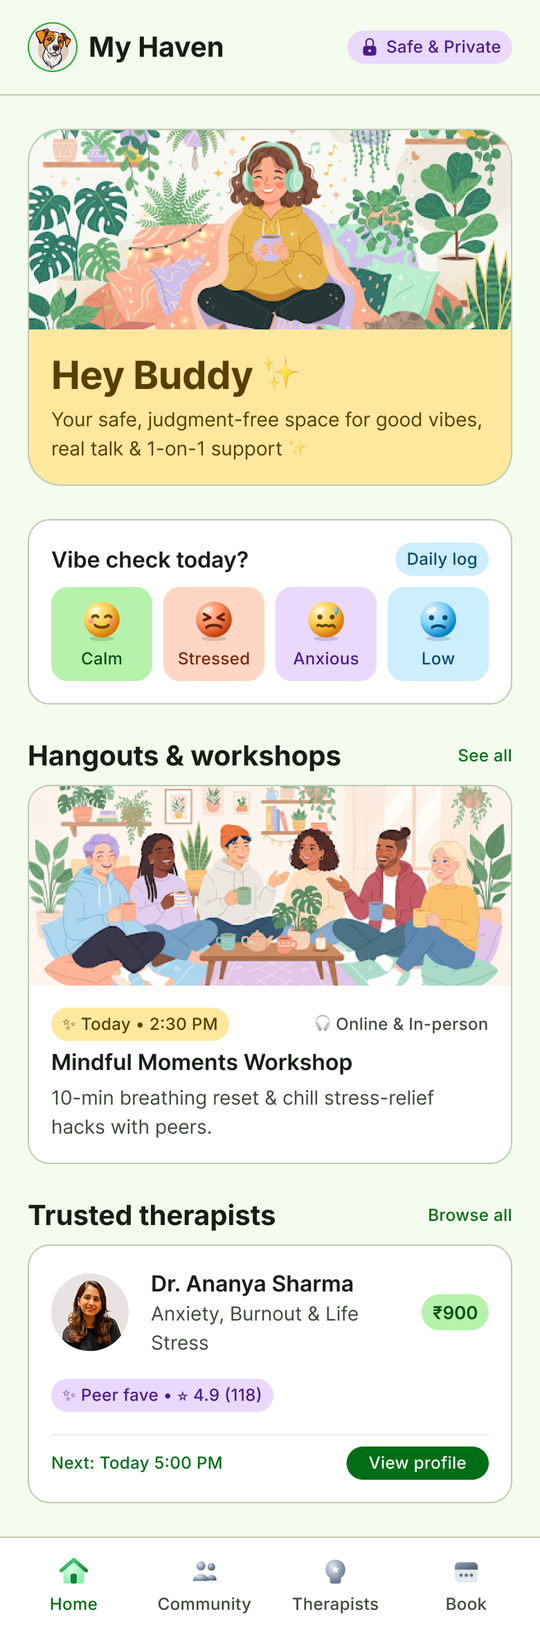 My Haven
Safe & Private
Hey Buddy ✨
Your safe, judgment-free space for good vibes,
real talk & 1-on-1 support ✨
Vibe check today?
Daily log
Calm
Stressed
Anxious
Low
Hangouts & workshops
See all
✨ Today • 2:30 PM
🎧 Online & In-person
Mindful Moments Workshop
10-min breathing reset & chill stress-relief
hacks with peers.
Trusted therapists
Browse all
Dr. Ananya Sharma
Anxiety, Burnout & Life
Stress
₹900
✨ Peer fave • ⭐ 4.9 (118)
Next: Today 5:00 PM
View profile
Home
Community
Therapists
Book